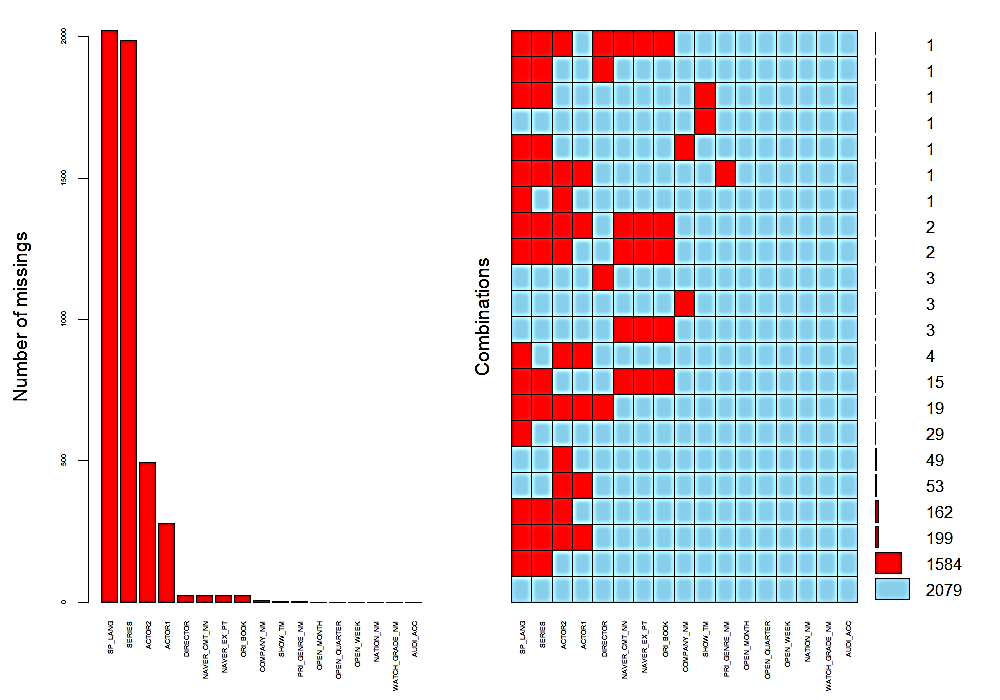 Number of missings
2000
1500
1000
500
0
SP_LANG
SERIES
ACTOR2
ACTOR1
DIRECTOR
NAVER_CMT_NN
NAVER_EX_PT
ORI_BOOK
COMPANY_NM
SHOW_TM
PRI_GENRE_NM
OPEN_MONTH
OPEN_QUARTER
OPEN_WEEK
NATION_NM
WATCH_GRADE_NM
AUDI_ACC
Combinations
1
1
1
1
1
1
1
2
2
3
3
3
4
15
19
29
49
53
162
199
1584
2079
SP_LANG
SERIES
ACTOR2
ACTOR1
DIRECTOR
NAVER_CMT_NN
NAVER_EX_PT
ORI_BOOK
COMPANY_NM
SHOW_TM
PRI_GENRE_NM
OPEN_MONTH
OPEN_QUARTER
OPEN_WEEK
NATION_NM
WATCH_GRADE_NM
AUDI_ACC